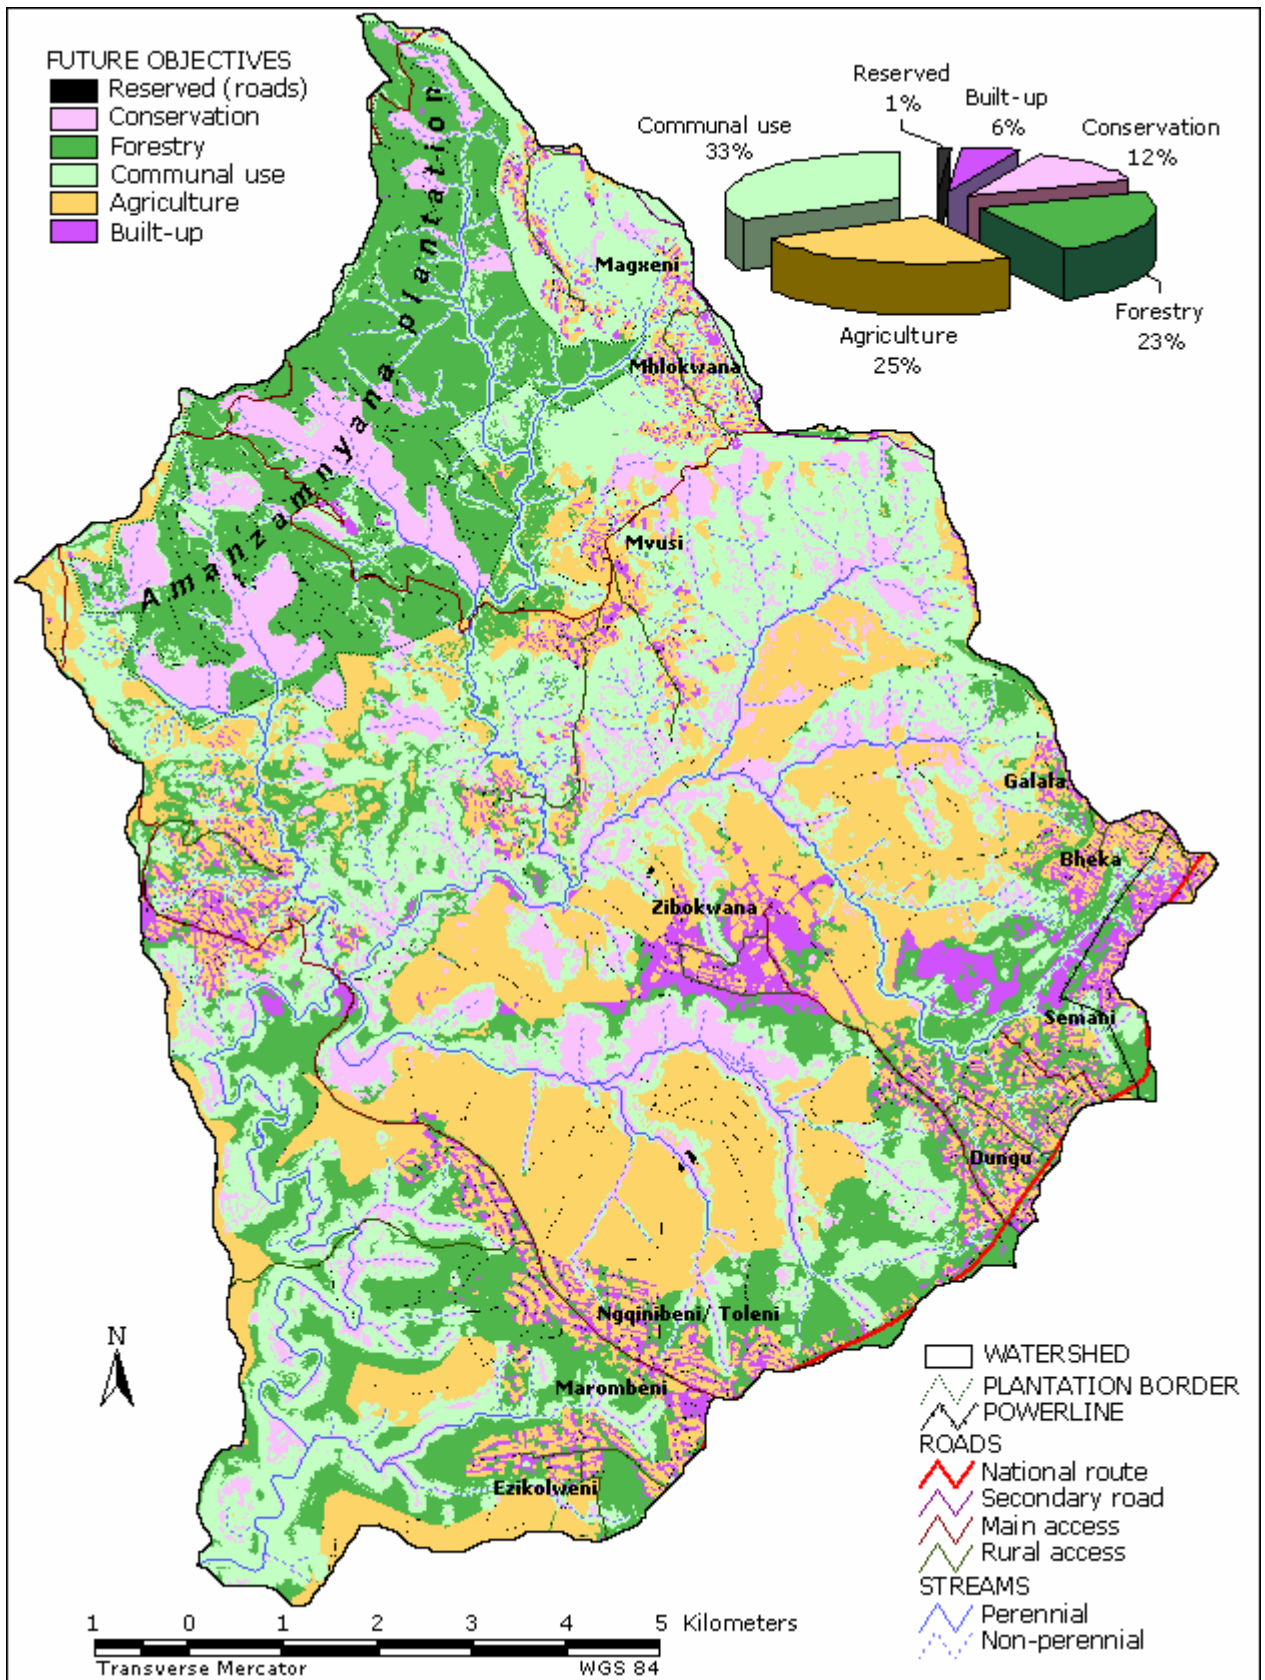 FUTURE OBJECTIVES
Reserved (roads)
Conservation
Forestry
Communal use
Agriculture
Built-up
Reserved
1%
Built-up
6%
Communal use
33%
Conservation
12%
Forestry
23%
Agriculture
25%
Amanzamnyana plantation
Magxeni
Mhlokwana
Mvusi
Galala
Bheka
Zibokwana
Semani
Dungu
Ngqinibeni/ Toleni
Marombeni
Ezikolweni
N
WATERSHED
PLANTATION BORDER
POWERLINE
ROADS
National route
Secondary road
Main access
Rural access
STREAMS
Perennial
Non-perennial
1 0 1 2 3 4 5 Kilometers
Transverse Mercator WGS 84